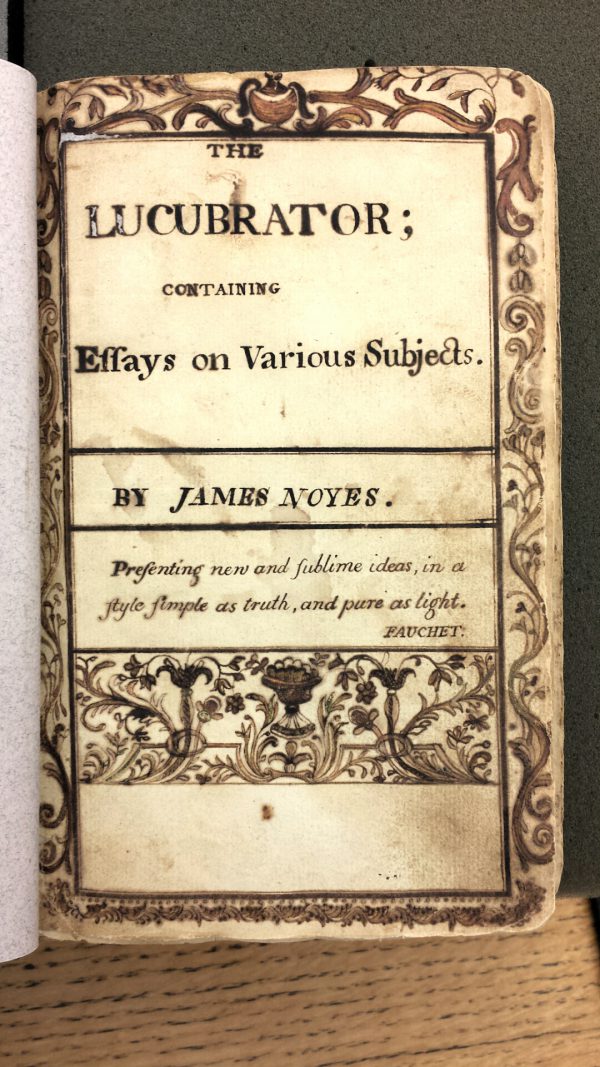 THE
LUCUBRATOR;
CONTAINING
Eſſays on Various Subjects.
BY JAMES NOYES.
Preſenting new and ſublime ideas, in a
ſtyle ſimple as truth, and pure as light.
FAUCHET.